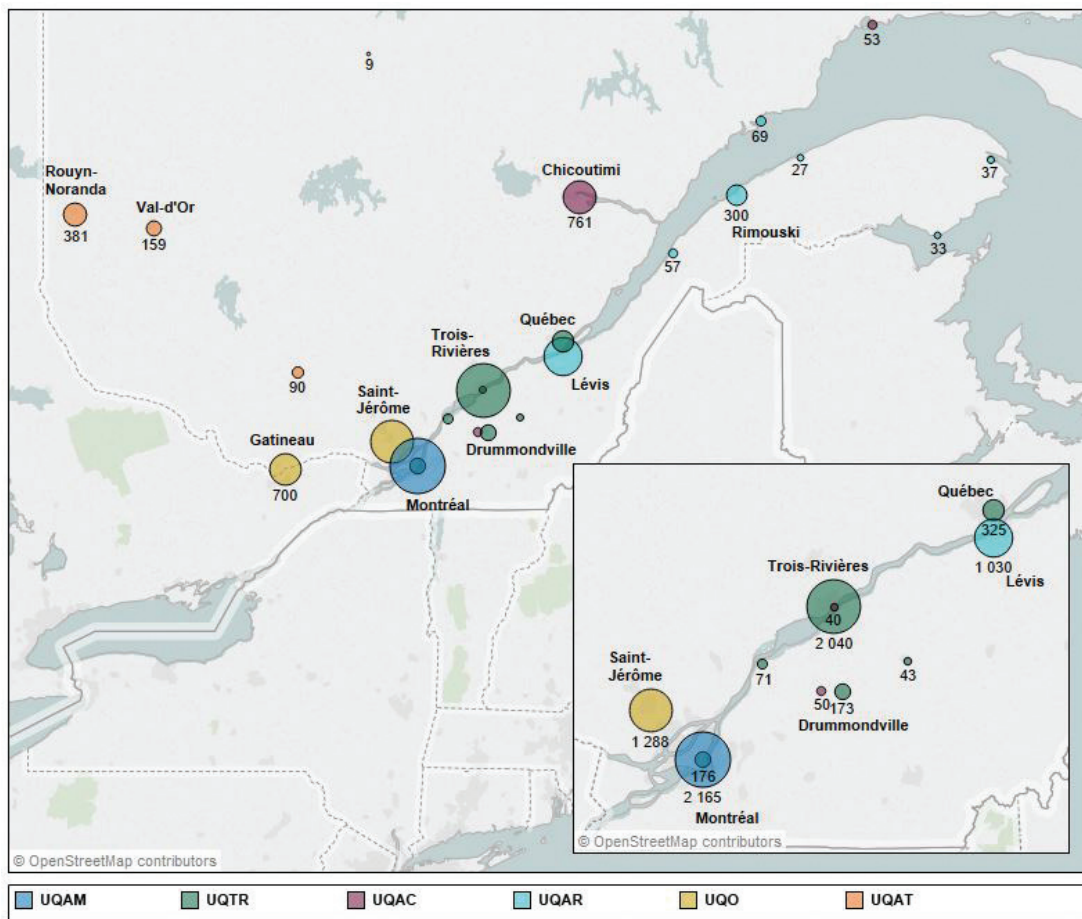 53
9
69
27
37
Rouyn-
Noranda
381
Val-d'Or
159
Chicoutimi
761
300
Rimouski
33
57
Québec
Trois-
Rivières
Lévis
90
Saint-
Jérôme
Gatineau
700
Drummondville
Montréal
Québec
325
1 030
Lévis
Trois-Rivières
40
2 040
Saint-
Jérôme
1 288
71
43
50
173
Drummondville
176
2 165
Montréal
© OpenStreetMap contributors
© OpenStreetMap contributors
UQAM UQTR UQAC UQAR UQO UQAT